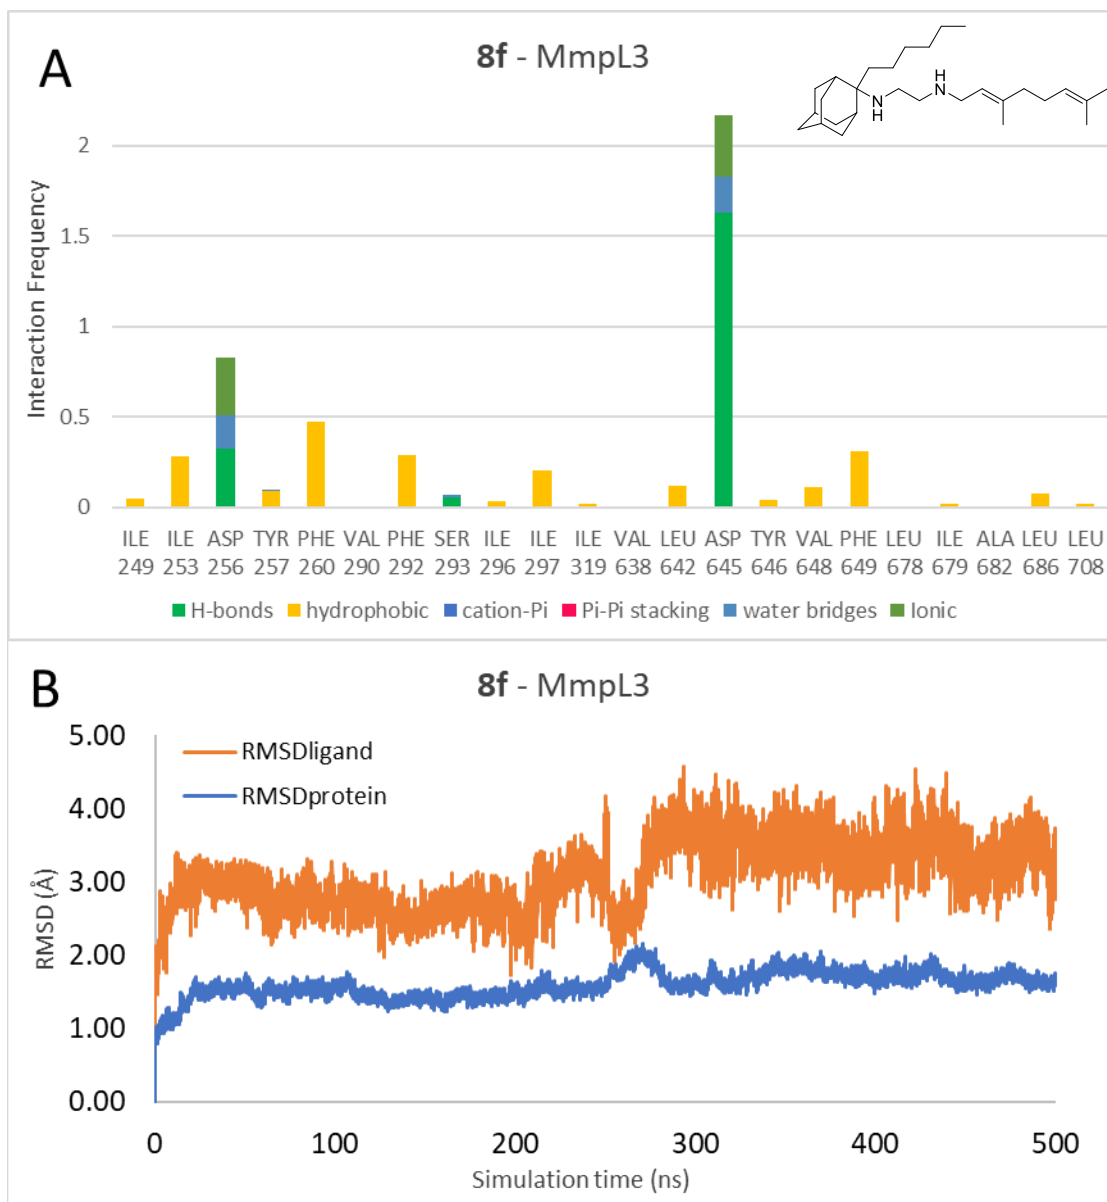 A
8f - MmpL3
H
N
N
H
Interaction Frequency
2
1.5
1
0.5
0
ILE ILE ASP TYR PHE VAL PHE SER ILE ILE ILE VAL LEU ASP TYR VAL PHE LEU ILE ALA LEU LEU
249 253 256 257 260 290 292 293 296 297 319 638 642 645 646 648 649 678 679 682 686 708
H-bonds hydrophobic cation-Pi Pi-Pi stacking water bridges Ionic
B
8f - MmpL3
RMSDligand
RMSDprotein
RMSD (Å)
5.00
4.00
3.00
2.00
1.00
0.00
0 100 200 300 400 500
Simulation time (ns)